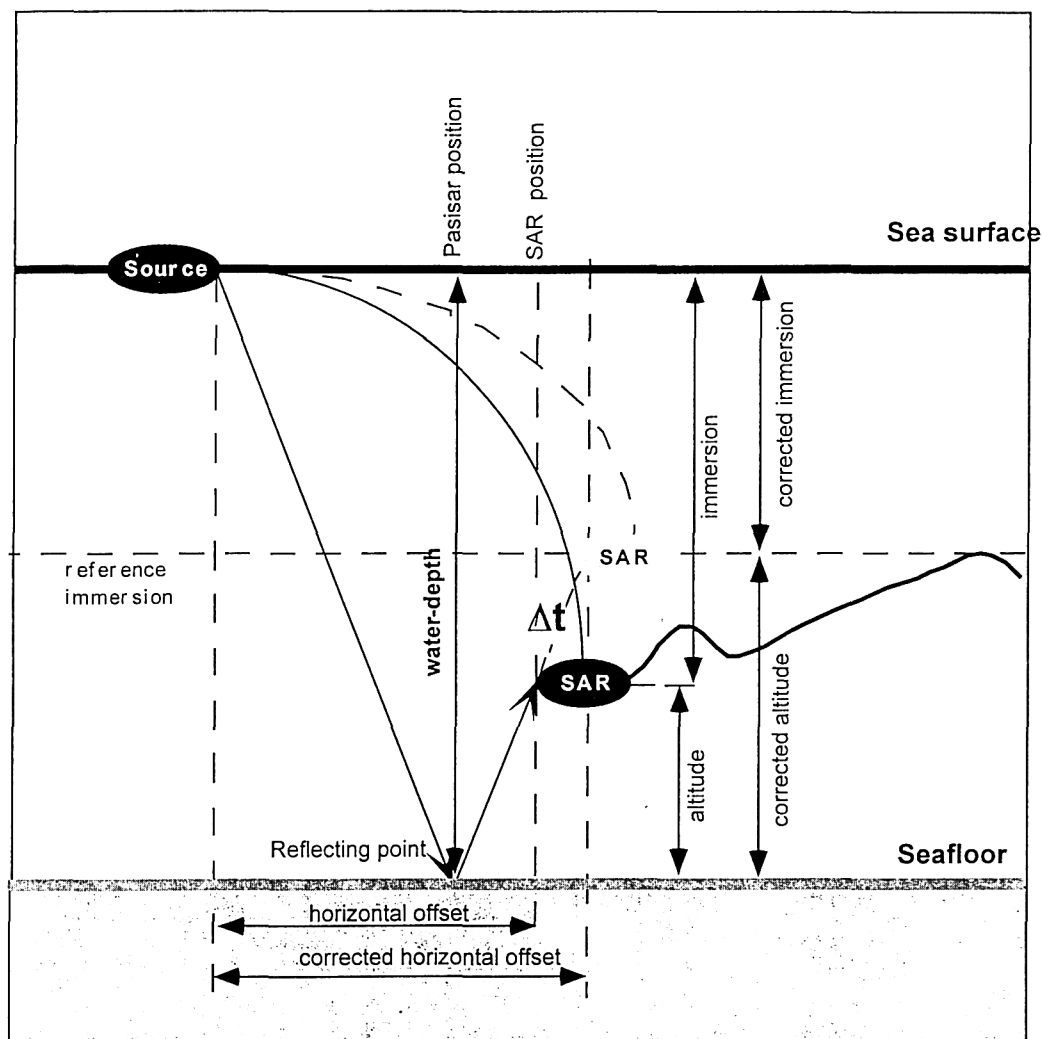 Pasisar position
SAR position
Sea surface
Source
corrected immersion
immersion
water-depth
reference
immersion
SAR
Δt
SAR
corrected altitude
altitude
Reflecting point
Seafloor
horizontal offset
corrected horizontal offset